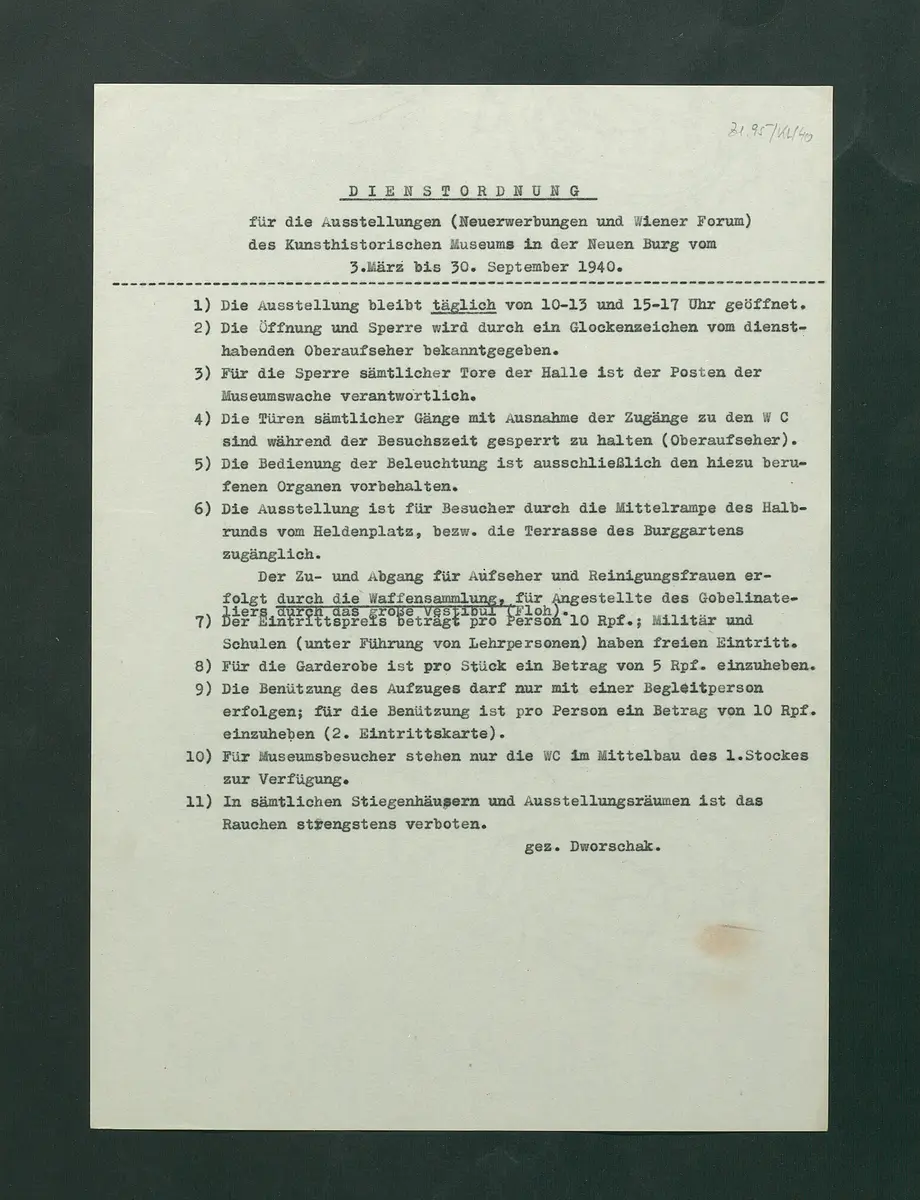 Zl 95/KL/40
DIENSTORDNUNG
für die Ausstellungen (Neuerwerbungen und Wiener Forum)
des Kunsthistorischen Museums in der Neuen Burg vom
3.März bis 30. September 1940.
1) Die Ausstellung bleibt täglich von 10-13 und 15-17 Uhr geöffnet.
2) Die Öffnung und Sperre wird durch ein Glockenzeichen vom dienst-
habenden Oberaufseher bekanntgegeben.
3) Für die Sperre sämtlicher Tore der Halle ist der Posten der
Museumswache verantwortlich.
4) Die Türen sämtlicher Gänge mit Ausnahme der Zugänge zu den W C
sind während der Besuchszeit gesperrt zu halten (Oberaufseher).
5) Die Bedienung der Beleuchtung ist ausschließlich den hiezu beru-
fenen Organen vorbehalten.
6) Die Ausstellung ist für Besucher durch die Mittelrampe des Halb-
runds vom Heldenplatz, bezw. die Terrasse des Burggartens
zugänglich.
Der Zu- und Abgang für Aufseher und Reinigungsfrauen er-
folgt durch die Waffensammlung, für Angestellte des Gobelinate-
liers durch das große Vestibül (Floh).
7) Der Eintrittspreis beträgt pro Person 10 Rpf.; Militär und
Schulen (unter Führung von Lehrpersonen) haben freien Eintritt.
8) Für die Garderobe ist pro Stück ein Betrag von 5 Rpf. einzuheben.
9) Die Benützung des Aufzuges darf nur mit einer Begleitperson
erfolgen; für die Benützung ist pro Person ein Betrag von 10 Rpf.
einzuheben (2. Eintrittskarte).
10) Für Museumsbesucher stehen nur die WC im Mittelbau des 1.Stockes
zur Verfügung.
11) In sämtlichen Stiegenhäusern und Ausstellungsräumen ist das
Rauchen strengstens verboten.
gez. Dworschak.